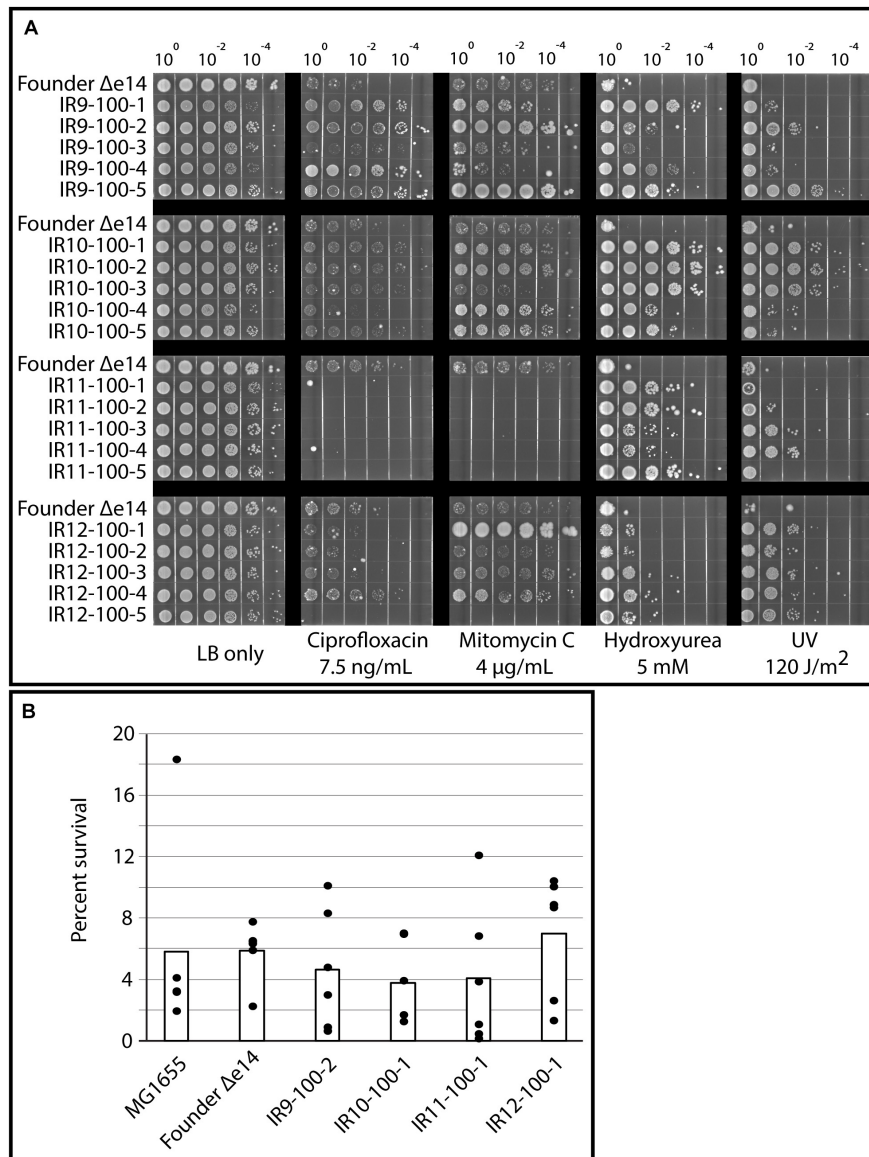 A
10⁰ 10⁻² 10⁻⁴ 10⁰ 10⁻² 10⁻⁴ 10⁰ 10⁻² 10⁻⁴ 10⁰ 10⁻² 10⁻⁴ 10⁰ 10⁻² 10⁻⁴
Founder Δe14
IR9-100-1
IR9-100-2
IR9-100-3
IR9-100-4
IR9-100-5
Founder Δe14
IR10-100-1
IR10-100-2
IR10-100-3
IR10-100-4
IR10-100-5
Founder Δe14
IR11-100-1
IR11-100-2
IR11-100-3
IR11-100-4
IR11-100-5
Founder Δe14
IR12-100-1
IR12-100-2
IR12-100-3
IR12-100-4
IR12-100-5
LB only
Ciprofloxacin
7.5 ng/mL
Mitomycin C
4 μg/mL
Hydroxyurea
5 mM
UV
120 J/m²
B
Percent survival
20
16
12
8
4
0
MG1655
Founder Δe14
IR9-100-2
IR10-100-1
IR11-100-1
IR12-100-1